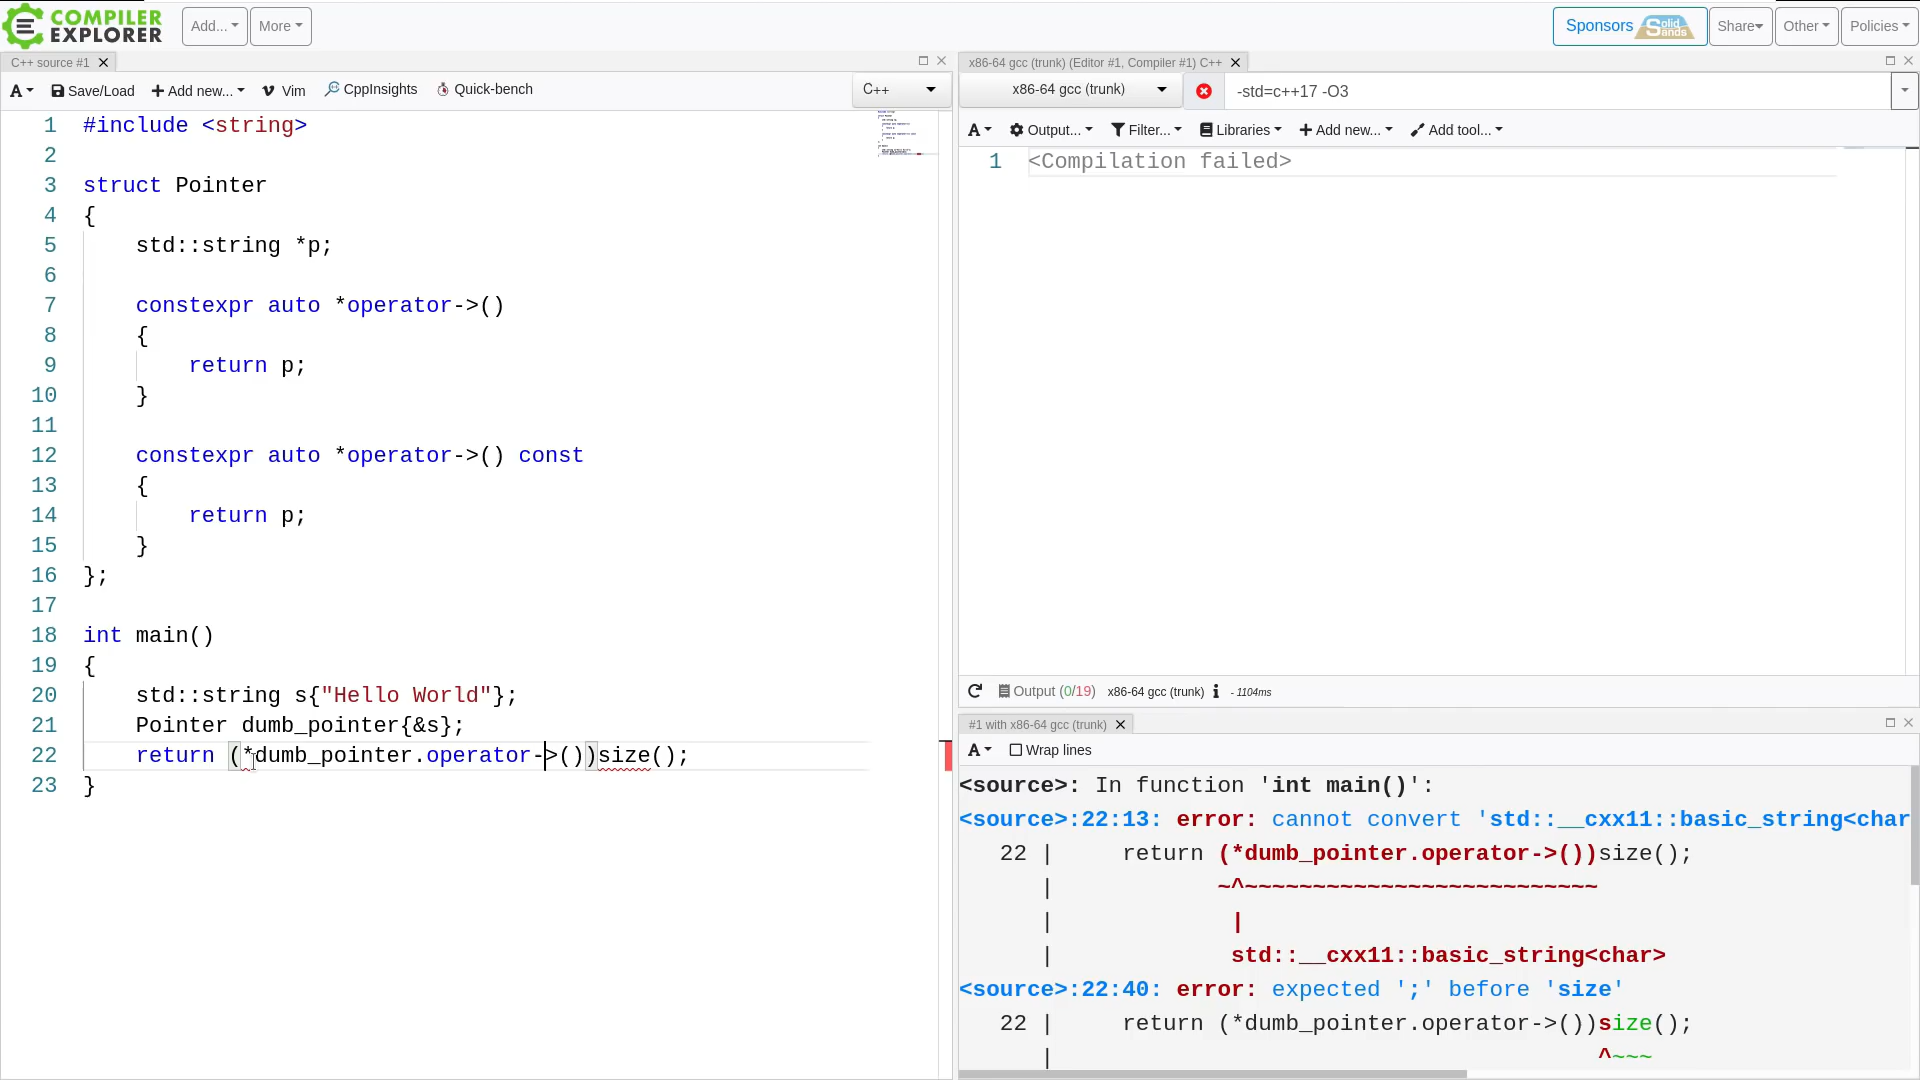 COMPILER
EXPLORER
Add...
More
Sponsors
Solid
Sands
Share
Other
Policies
C++ source #1
A
Save/Load
Add new...
Vim
CppInsights
Quick-bench
C++
1 #include <string>
2
3 struct Pointer
4 {
5 std::string *p;
6
7 constexpr auto *operator->()
8 {
9 return p;
10 }
11
12 constexpr auto *operator->() const
13 {
14 return p;
15 }
16 };
17
18 int main()
19 {
20 std::string s{"Hello World"};
21 Pointer dumb_pointer{&s};
22 return (*dumb_pointer.operator->())size();
23 }
x86-64 gcc (trunk) (Editor #1, Compiler #1) C++
x86-64 gcc (trunk)
-std=c++17 -O3
A
Output...
Filter...
Libraries
Add new...
Add tool...
1 <Compilation failed>
Output (0/19) x86-64 gcc (trunk) i - 1104ms
#1 with x86-64 gcc (trunk)
A
Wrap lines
<source>: In function 'int main()':
<source>:22:13: error: cannot convert 'std::__cxx11::basic_string<char
22 | return (*dumb_pointer.operator->())size();
| ~^~~~~~~~~~~~~~~~~~~~~~~~~~~
| |
| std::__cxx11::basic_string<char>
<source>:22:40: error: expected ';' before 'size'
22 | return (*dumb_pointer.operator->())size();
| ^~~~